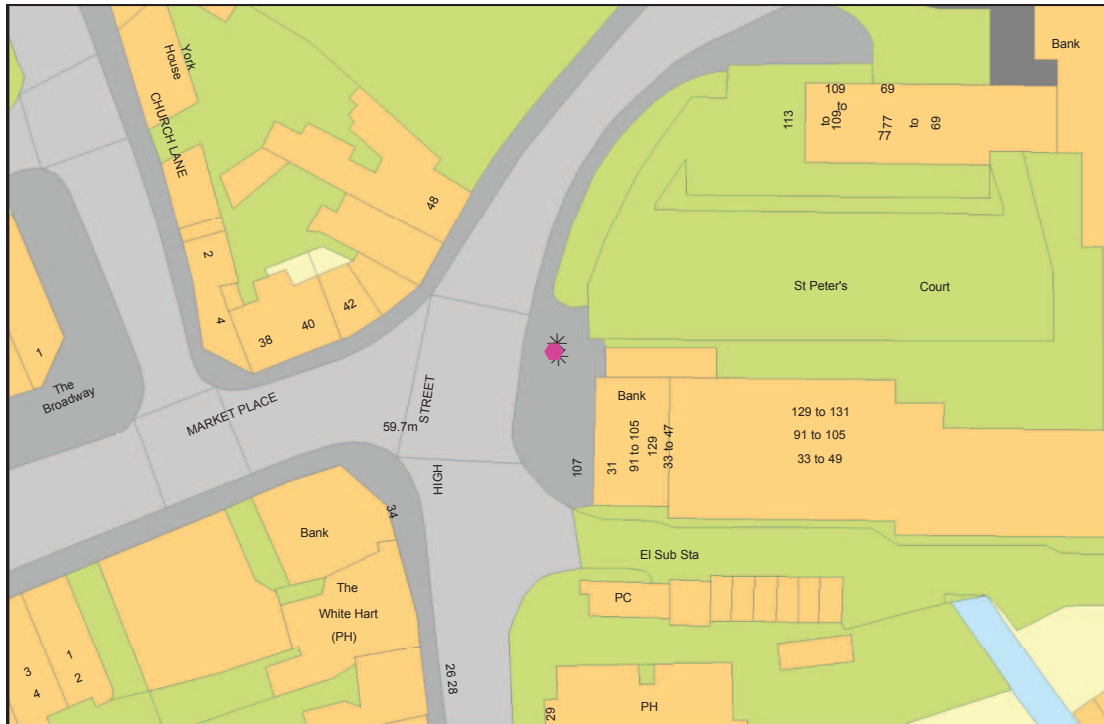 York
House
CHURCH LANE
Bank
109
69
to
113
to
109
77
77
to
69
48
2
4
38
40
42
St Peter's
Court
1
The
Broadway
MARKET PLACE
59.7m
STREET
HIGH
Bank
107
31
91 to 105
129
33 to 47
129 to 131
91 to 105
33 to 49
34
Bank
The
White Hart
(PH)
El Sub Sta
PC
3
4
1
2
26 28
29
PH